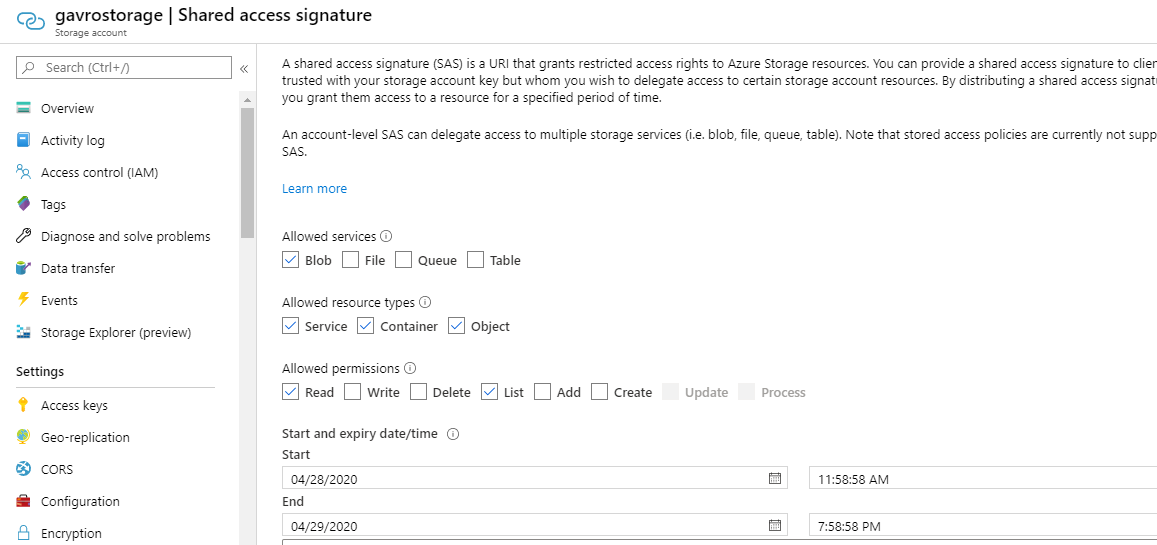 gavrostorage | Shared access signature
Storage account
Search (Ctrl+/)
«
Overview
Activity log
Access control (IAM)
Tags
Diagnose and solve problems
Data transfer
Events
Storage Explorer (preview)
Settings
Access keys
Geo-replication
CORS
Configuration
Encryption
A shared access signature (SAS) is a URI that grants restricted access rights to Azure Storage resources. You can provide a shared access signature to clien
trusted with your storage account key but whom you wish to delegate access to certain storage account resources. By distributing a shared access signatu
you grant them access to a resource for a specified period of time.
An account-level SAS can delegate access to multiple storage services (i.e. blob, file, queue, table). Note that stored access policies are currently not supp
SAS.
Learn more
Allowed services
Blob File Queue Table
Allowed resource types
Service Container Object
Allowed permissions
Read Write Delete List Add Create Update Process
Start and expiry date/time
Start
04/28/2020 11:58:58 AM
End
04/29/2020 7:58:58 PM